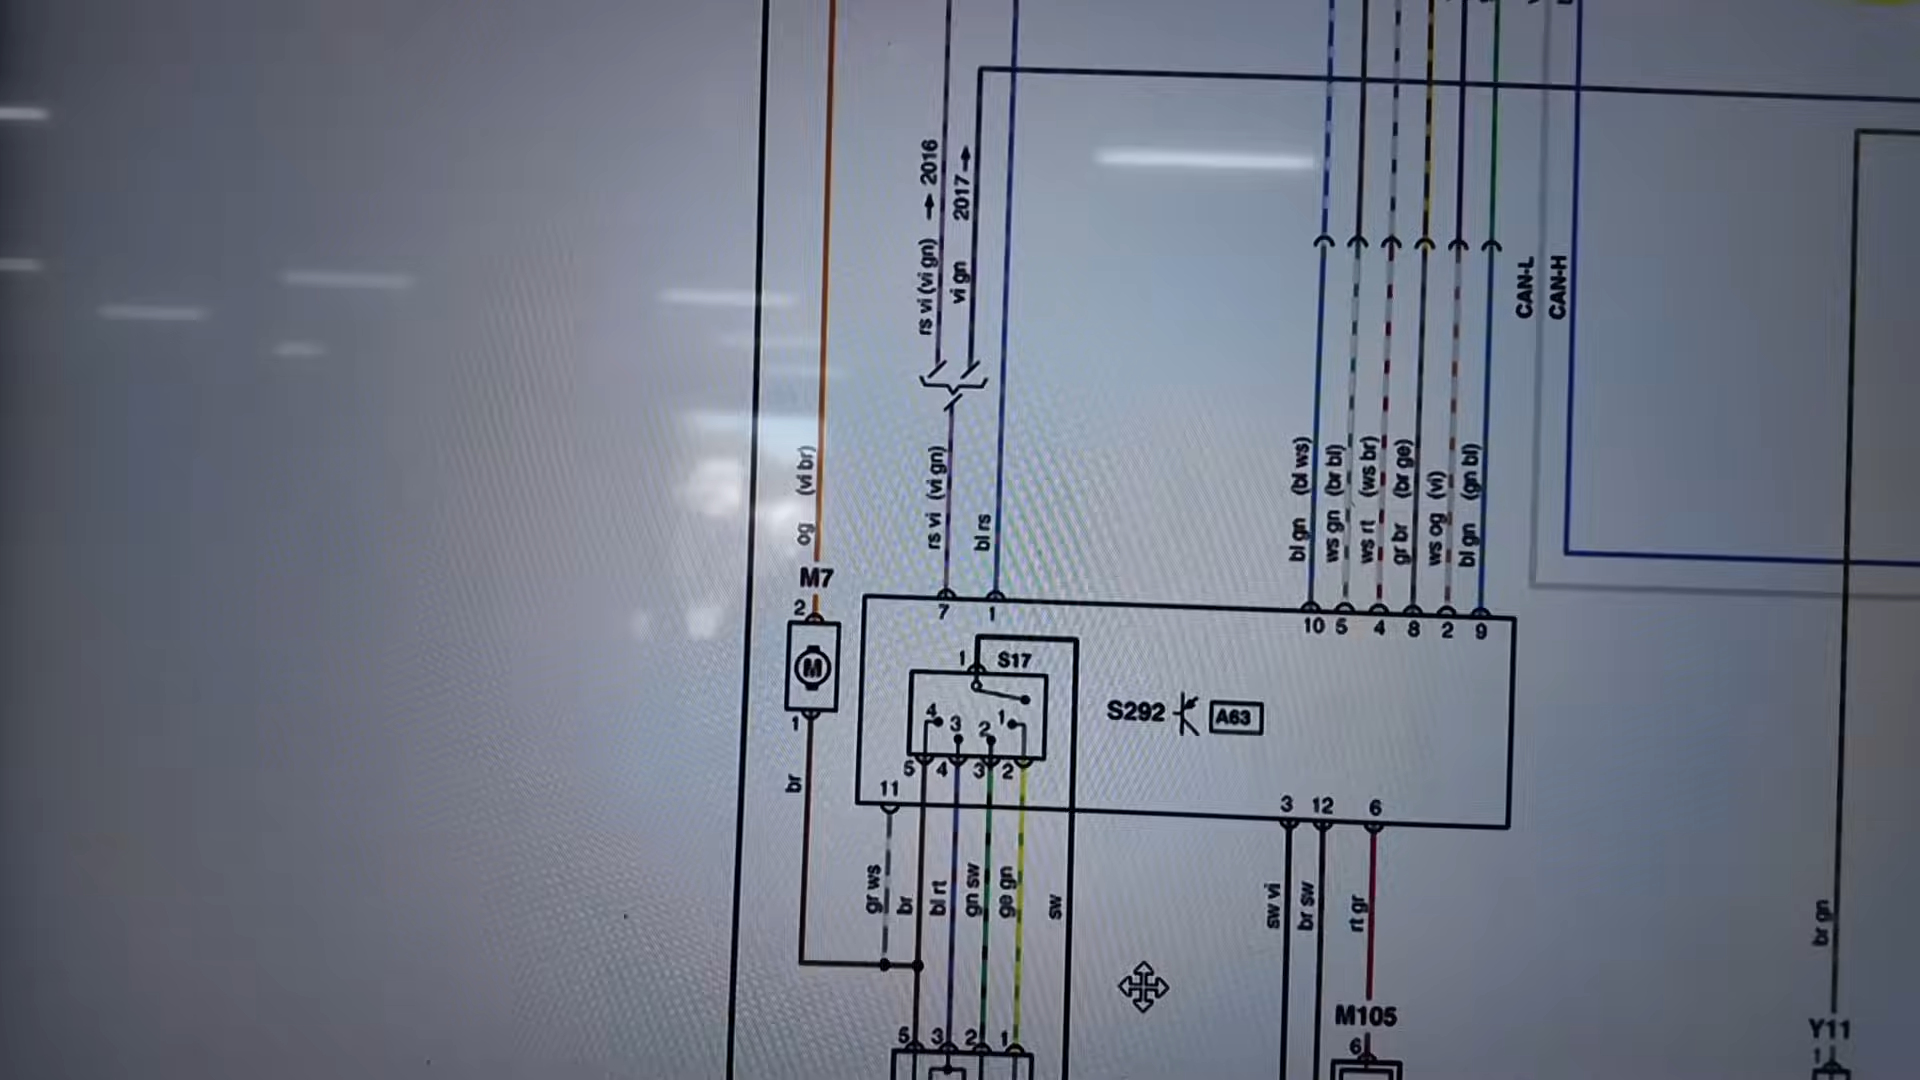 → 2016
2017 →
rs vi (vi gn)
vi gn
CAN-L
CAN-H
og (vi br)
rs vi (vi gn)
bl rs
bl gn (bl ws)
ws gn (br bl)
ws rt (ws br)
gr br (br ge)
ws og (vi)
bl gn (gn bl)
M7
2
7 1
10 5 4 8 2 9
M
1
1 S17
4 3 2 1
S292 A63
5 4 3 2
11
3 12 6
br
gr ws
br
bl rt
gn sw
ge gn
sw
sw vi
br sw
rt gr
br gn
M105
6
Y11
1
5 3 2 1